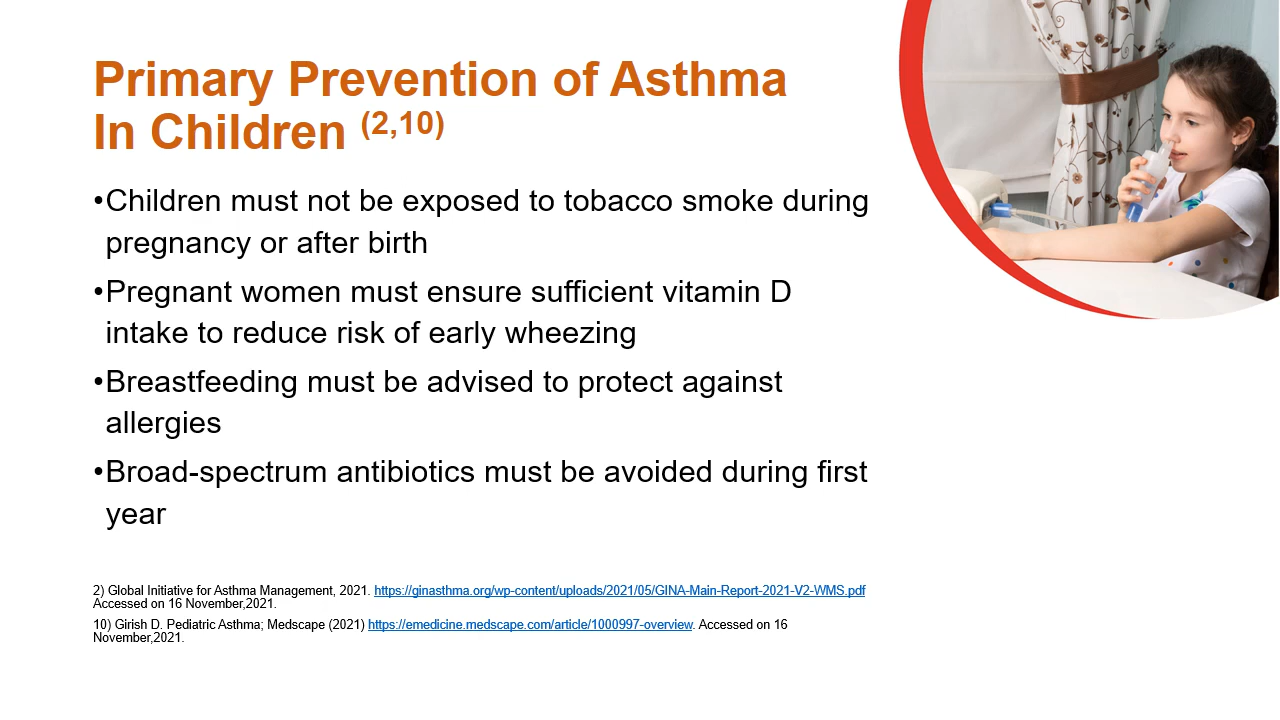 Primary Prevention of Asthma
In Children (2,10)
•Children must not be exposed to tobacco smoke during
pregnancy or after birth
•Pregnant women must ensure sufficient vitamin D
intake to reduce risk of early wheezing
•Breastfeeding must be advised to protect against
allergies
•Broad-spectrum antibiotics must be avoided during first
year
2) Global Initiative for Asthma Management, 2021. https://ginasthma.org/wp-content/uploads/2021/05/GINA-Main-Report-2021-V2-WMS.pdf
Accessed on 16 November,2021.
10) Girish D. Pediatric Asthma; Medscape (2021) https://emedicine.medscape.com/article/1000997-overview. Accessed on 16
November,2021.